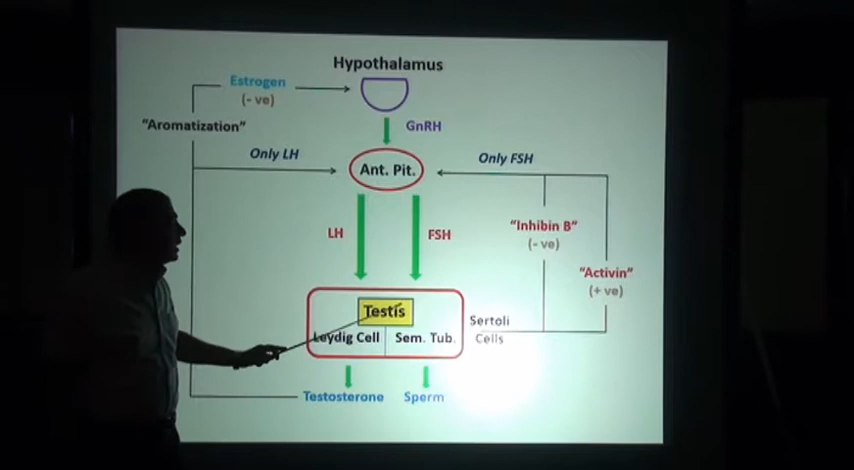 Hypothalamus
Estrogen
(- ve)
"Aromatization"
GnRH
Only LH
Ant. Pit.
Only FSH
LH
FSH
"Inhibin B"
(- ve)
"Activin"
(+ ve)
Testis
Leydig Cell
Sem. Tub.
Sertoli
Cells
Testosterone
Sperm